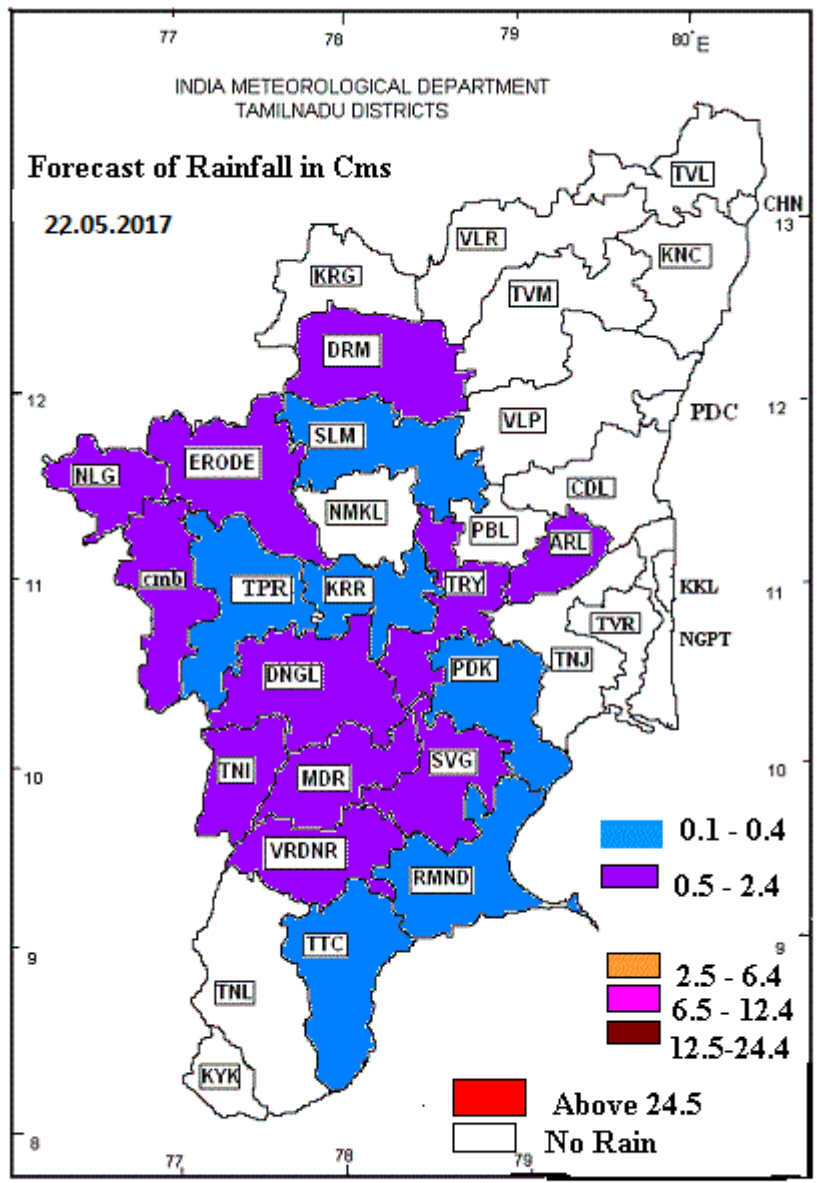 77 78 79 80°E
INDIA METEOROLOGICAL DEPARTMENT
TAMILNADU DISTRICTS
Forecast of Rainfall in Cms
22.05.2017
TVL
CHN
13
VLR
KNC
KRG
TVM
DRM
12
12
PDC
VLP
SLM
ERODE
NLG
CDL
NMKL
PBL
ARL
11
cmb
TPR
KRR
TRY
KKL
11
TVR
NGPT
TNJ
DNGL
PDK
10
TNI
MDR
SVG
10
0.1 - 0.4
VRDNR
RMND
0.5 - 2.4
9
TTC
9
2.5 - 6.4
TNL
6.5 - 12.4
12.5-24.4
KYK
Above 24.5
8
No Rain
77 78 79